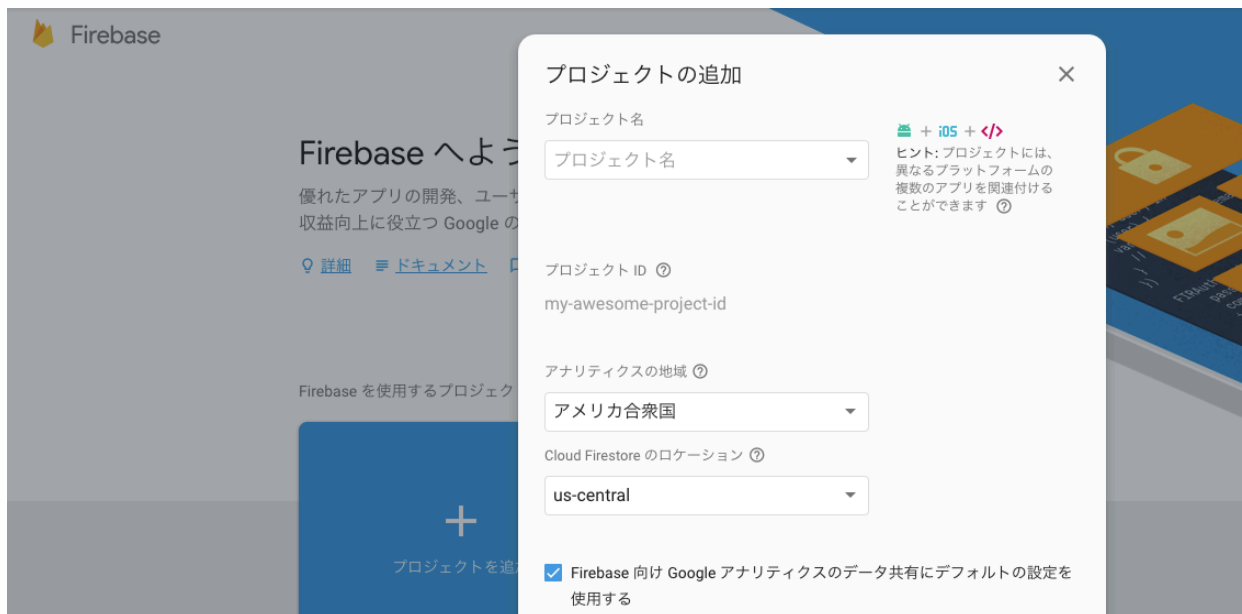 Firebase
プロジェクトの追加
プロジェクト名
プロジェクト名
+ iOS + </>
ヒント: プロジェクトには、
異なるプラットフォームの
複数のアプリを関連付ける
ことができます
Firebase へよう
優れたアプリの開発、ユーサ
収益向上に役立つ Google の
詳細
ドキュメント
プロジェクト ID
my-awesome-project-id
アナリティクスの地域
アメリカ合衆国
Cloud Firestore のロケーション
us-central
Firebase を使用するプロジェク
プロジェクトを追
Firebase 向け Google アナリティクスのデータ共有にデフォルトの設定を
使用する